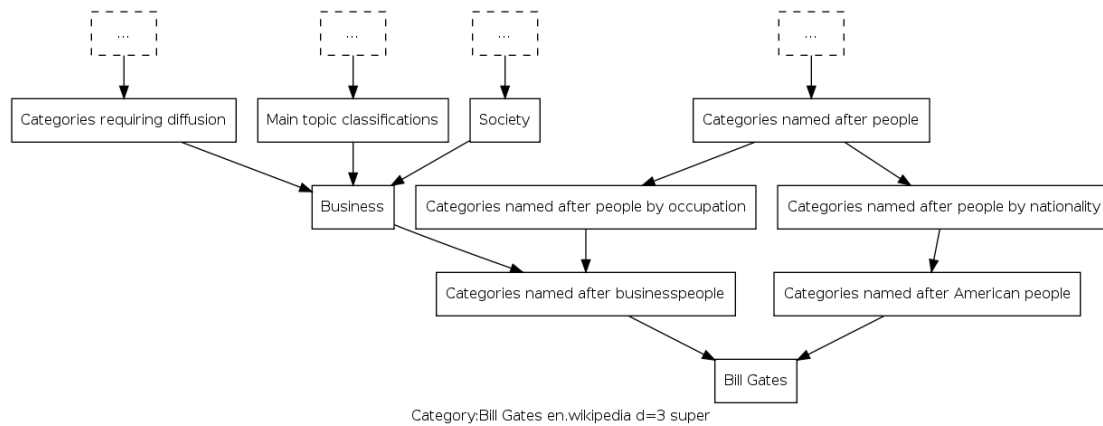 ...
...
...
...
Categories requiring diffusion
Main topic classifications
Society
Categories named after people
Business
Categories named after people by occupation
Categories named after people by nationality
Categories named after businesspeople
Categories named after American people
Bill Gates
Category:Bill Gates en.wikipedia d=3 super